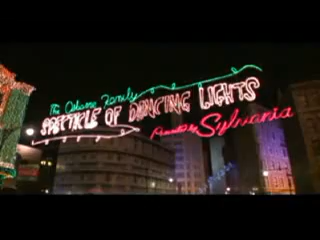 The Osborne Family
SPECTACLE OF DANCING LIGHTS
Presented by Sylvania